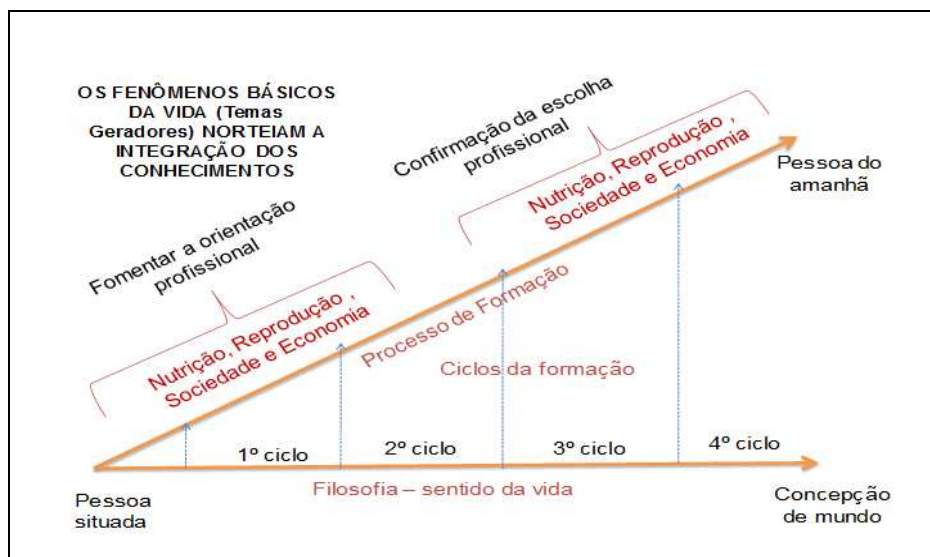 OS FENÔMENOS BÁSICOS
DA VIDA (Temas
Geradores) NORTEIAM A
INTEGRAÇÃO DOS
CONHECIMENTOS
Fomentar a orientação
profissional
Nutrição, Reprodução ,
Sociedade e Economia
Confirmação da escolha
profissional
Nutrição, Reprodução ,
Sociedade e Economia
Pessoa do
amanhã
Processo de Formação
Ciclos da formação
1º ciclo
2º ciclo
3º ciclo
4º ciclo
Pessoa
situada
Filosofia – sentido da vida
Concepção
de mundo